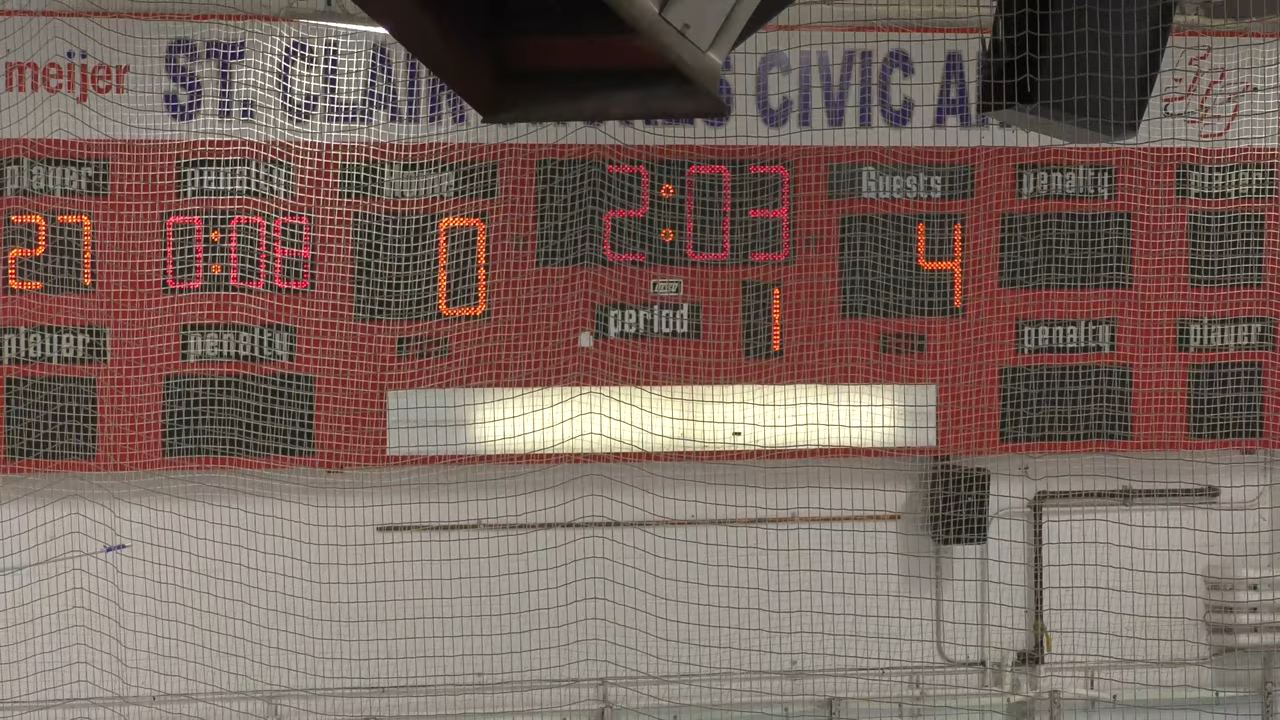 meijer ST. CLAIR S CIVIC A
player penalty 2:03 Guests penalty
27 0:08 0 4
period 1
player penalty penalty player